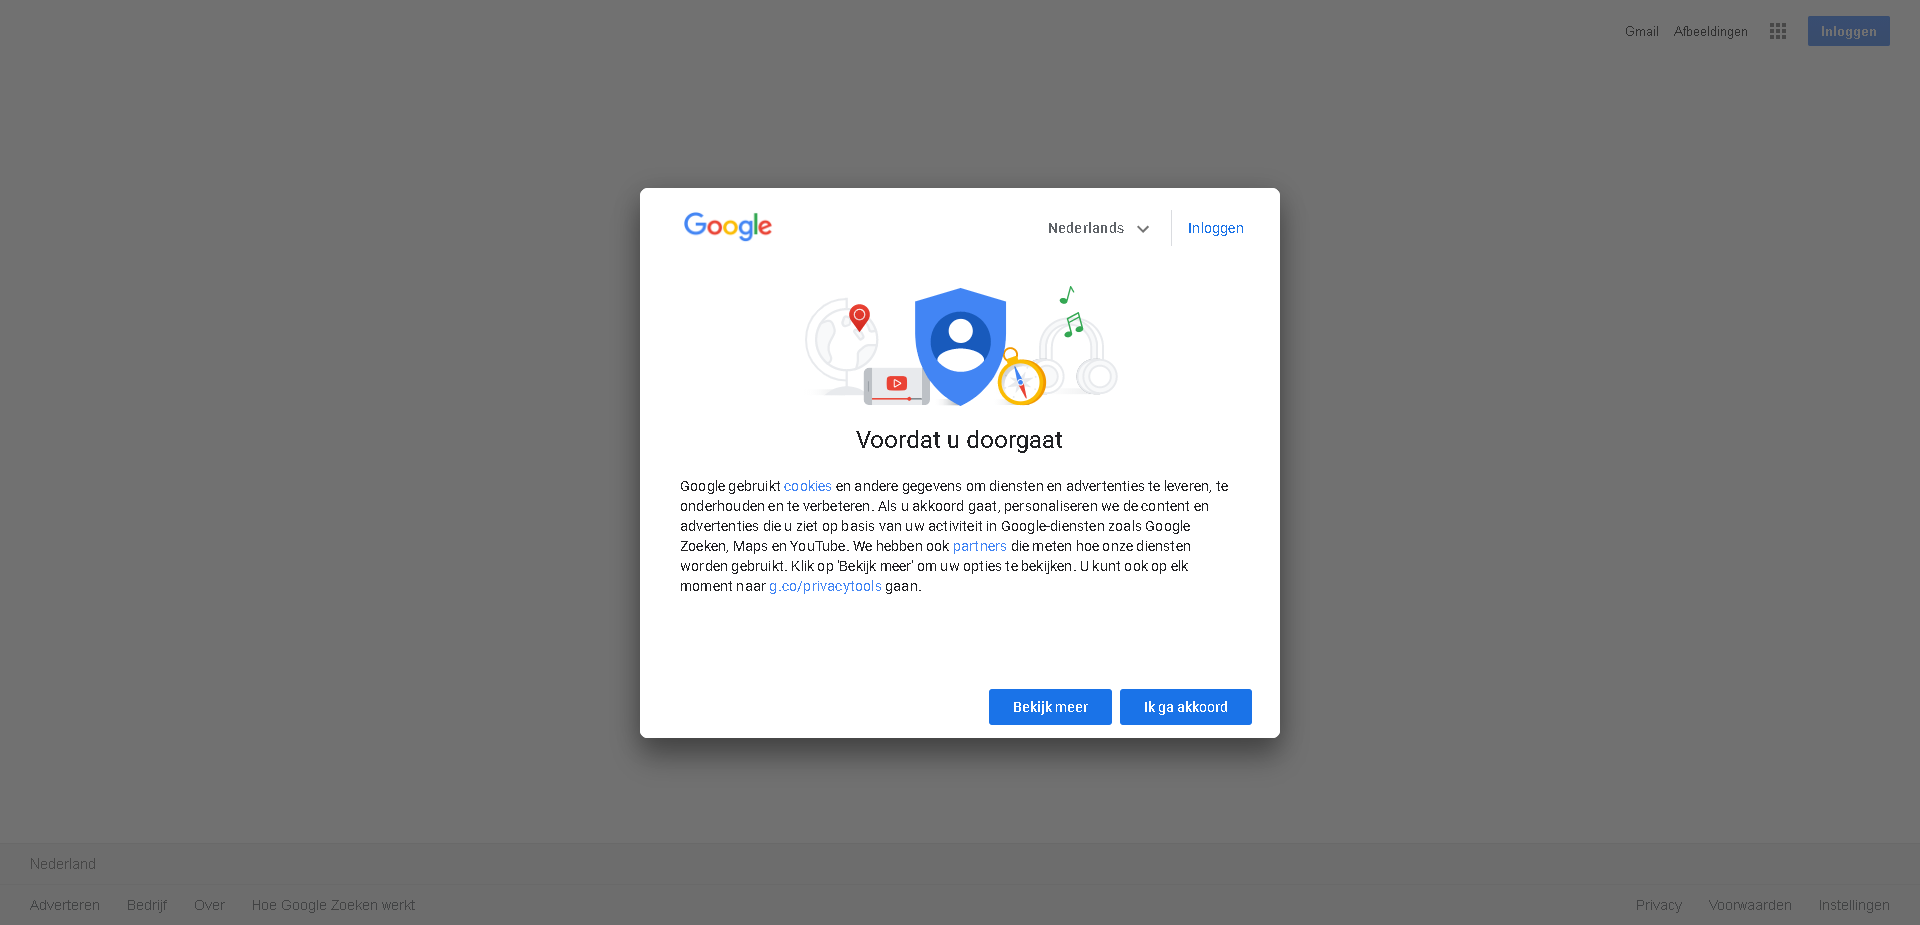 Gmail Afbeeldingen Inloggen
Google Nederlands Inloggen
Voordat u doorgaat
Google gebruikt cookies en andere gegevens om diensten en advertenties te leveren, te
onderhouden en te verbeteren. Als u akkoord gaat, personaliseren we de content en
advertenties die u ziet op basis van uw activiteit in Google-diensten zoals Google
Zoeken, Maps en YouTube. We hebben ook partners die meten hoe onze diensten
worden gebruikt. Klik op 'Bekijk meer' om uw opties te bekijken. U kunt ook op elk
moment naar g.co/privacytools gaan.
Bekijk meer Ik ga akkoord
Nederland
Adverteren Bedrijf Over Hoe Google Zoeken werkt Privacy Voorwaarden Instellingen